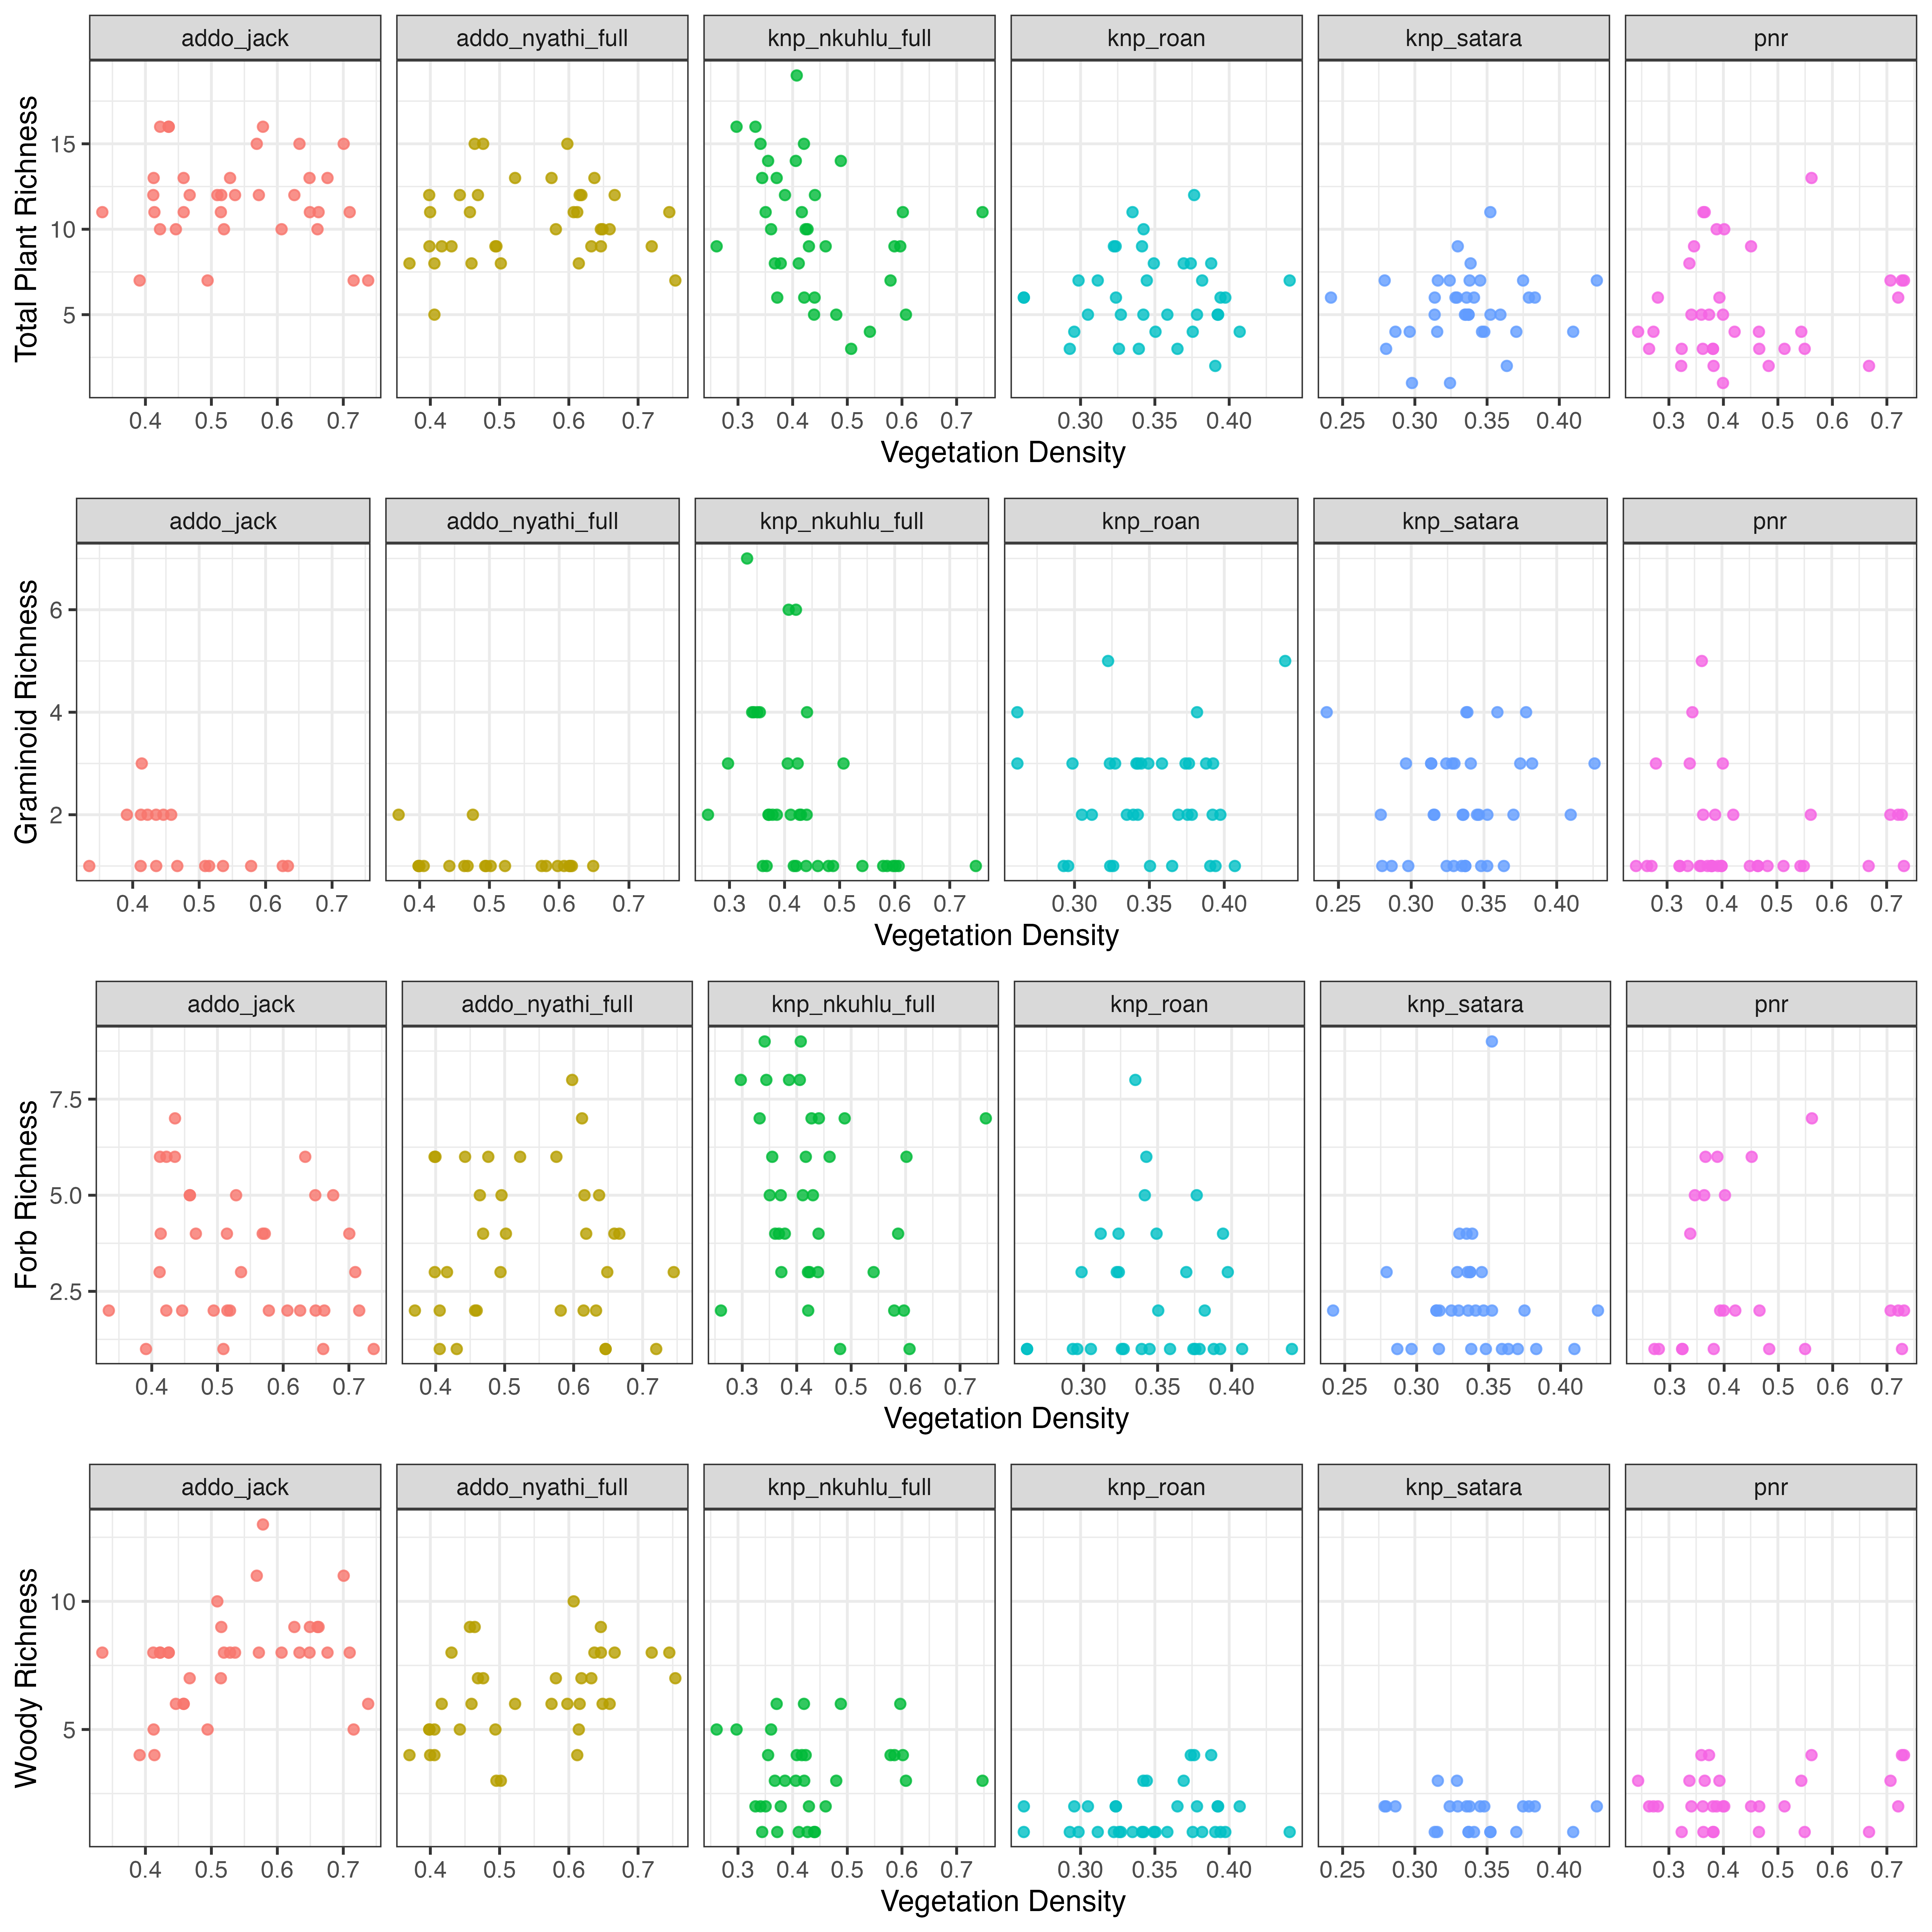 addo_jack addo_nyathi_full knp_nkuhlu_full knp_roan knp_satara pnr
Total Plant Richness
15
10
5
0.4 0.5 0.6 0.7 0.4 0.5 0.6 0.7 0.3 0.4 0.5 0.6 0.7 0.30 0.35 0.40 0.25 0.30 0.35 0.40 0.3 0.4 0.5 0.6 0.7
Vegetation Density
addo_jack addo_nyathi_full knp_nkuhlu_full knp_roan knp_satara pnr
Graminoid Richness
6
4
2
0.4 0.5 0.6 0.7 0.4 0.5 0.6 0.7 0.3 0.4 0.5 0.6 0.7 0.30 0.35 0.40 0.25 0.30 0.35 0.40 0.3 0.4 0.5 0.6 0.7
Vegetation Density
addo_jack addo_nyathi_full knp_nkuhlu_full knp_roan knp_satara pnr
Forb Richness
7.5
5.0
2.5
0.4 0.5 0.6 0.7 0.4 0.5 0.6 0.7 0.3 0.4 0.5 0.6 0.7 0.30 0.35 0.40 0.25 0.30 0.35 0.40 0.3 0.4 0.5 0.6 0.7
Vegetation Density
addo_jack addo_nyathi_full knp_nkuhlu_full knp_roan knp_satara pnr
Woody Richness
10
5
0.4 0.5 0.6 0.7 0.4 0.5 0.6 0.7 0.3 0.4 0.5 0.6 0.7 0.30 0.35 0.40 0.25 0.30 0.35 0.40 0.3 0.4 0.5 0.6 0.7
Vegetation Density